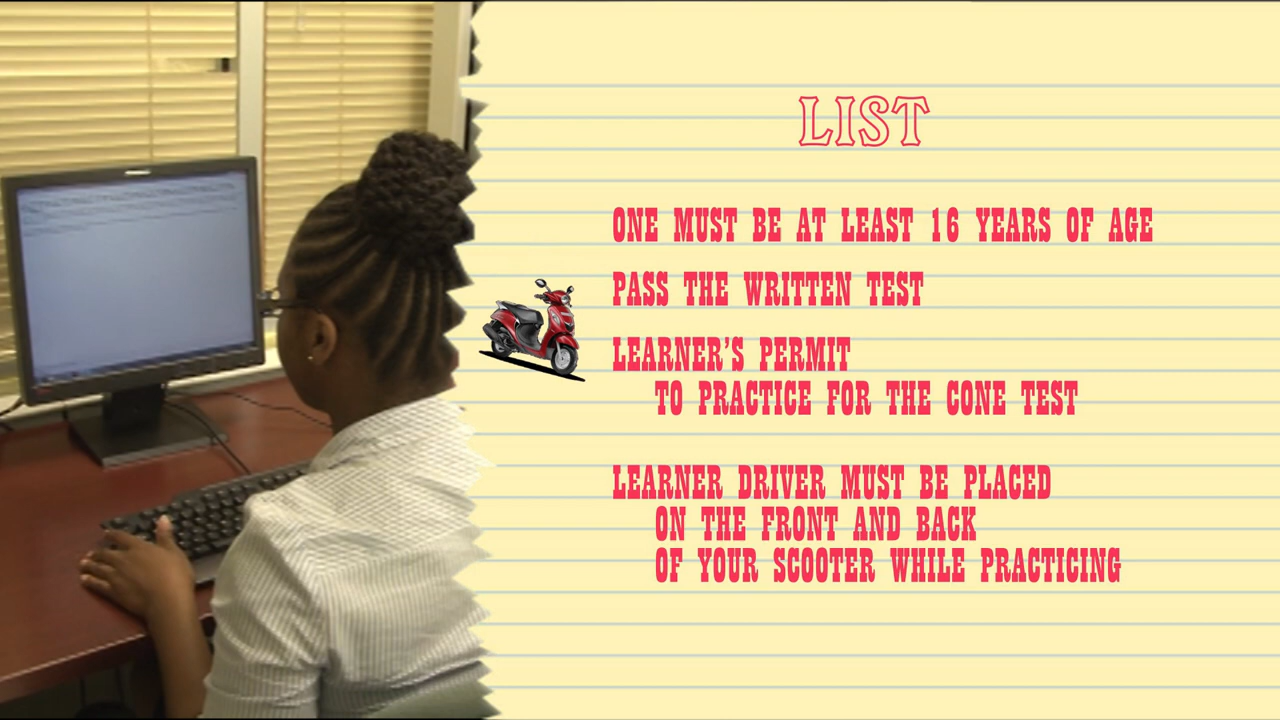 LIST
ONE MUST BE AT LEAST 16 YEARS OF AGE
PASS THE WRITTEN TEST
LEARNER'S PERMIT
TO PRACTICE FOR THE CONE TEST
LEARNER DRIVER MUST BE PLACED
ON THE FRONT AND BACK
OF YOUR SCOOTER WHILE PRACTICING